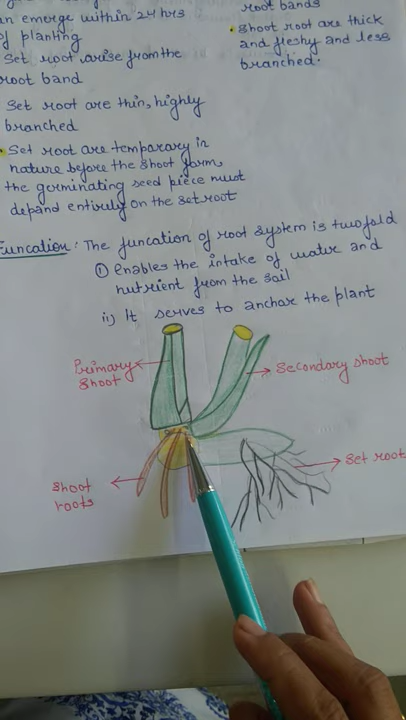 an emerge within 24 hrs
of planting
Set root arise from the
root band
Set root are thin, highly
branched
Set root are temparary in
nature before the shoot form,
the germinating seed piece must
depand entirely on the set root
root bands
Shoot root are thick
and fleshy and less
branched.
Funcation: The funcation of root system is twofold
i) enables the intake of water and
nutrient from the soil
ii) It serves to anchor the plant
Primary
Shoot
Secondary shoot
Shoot
roots
Set root